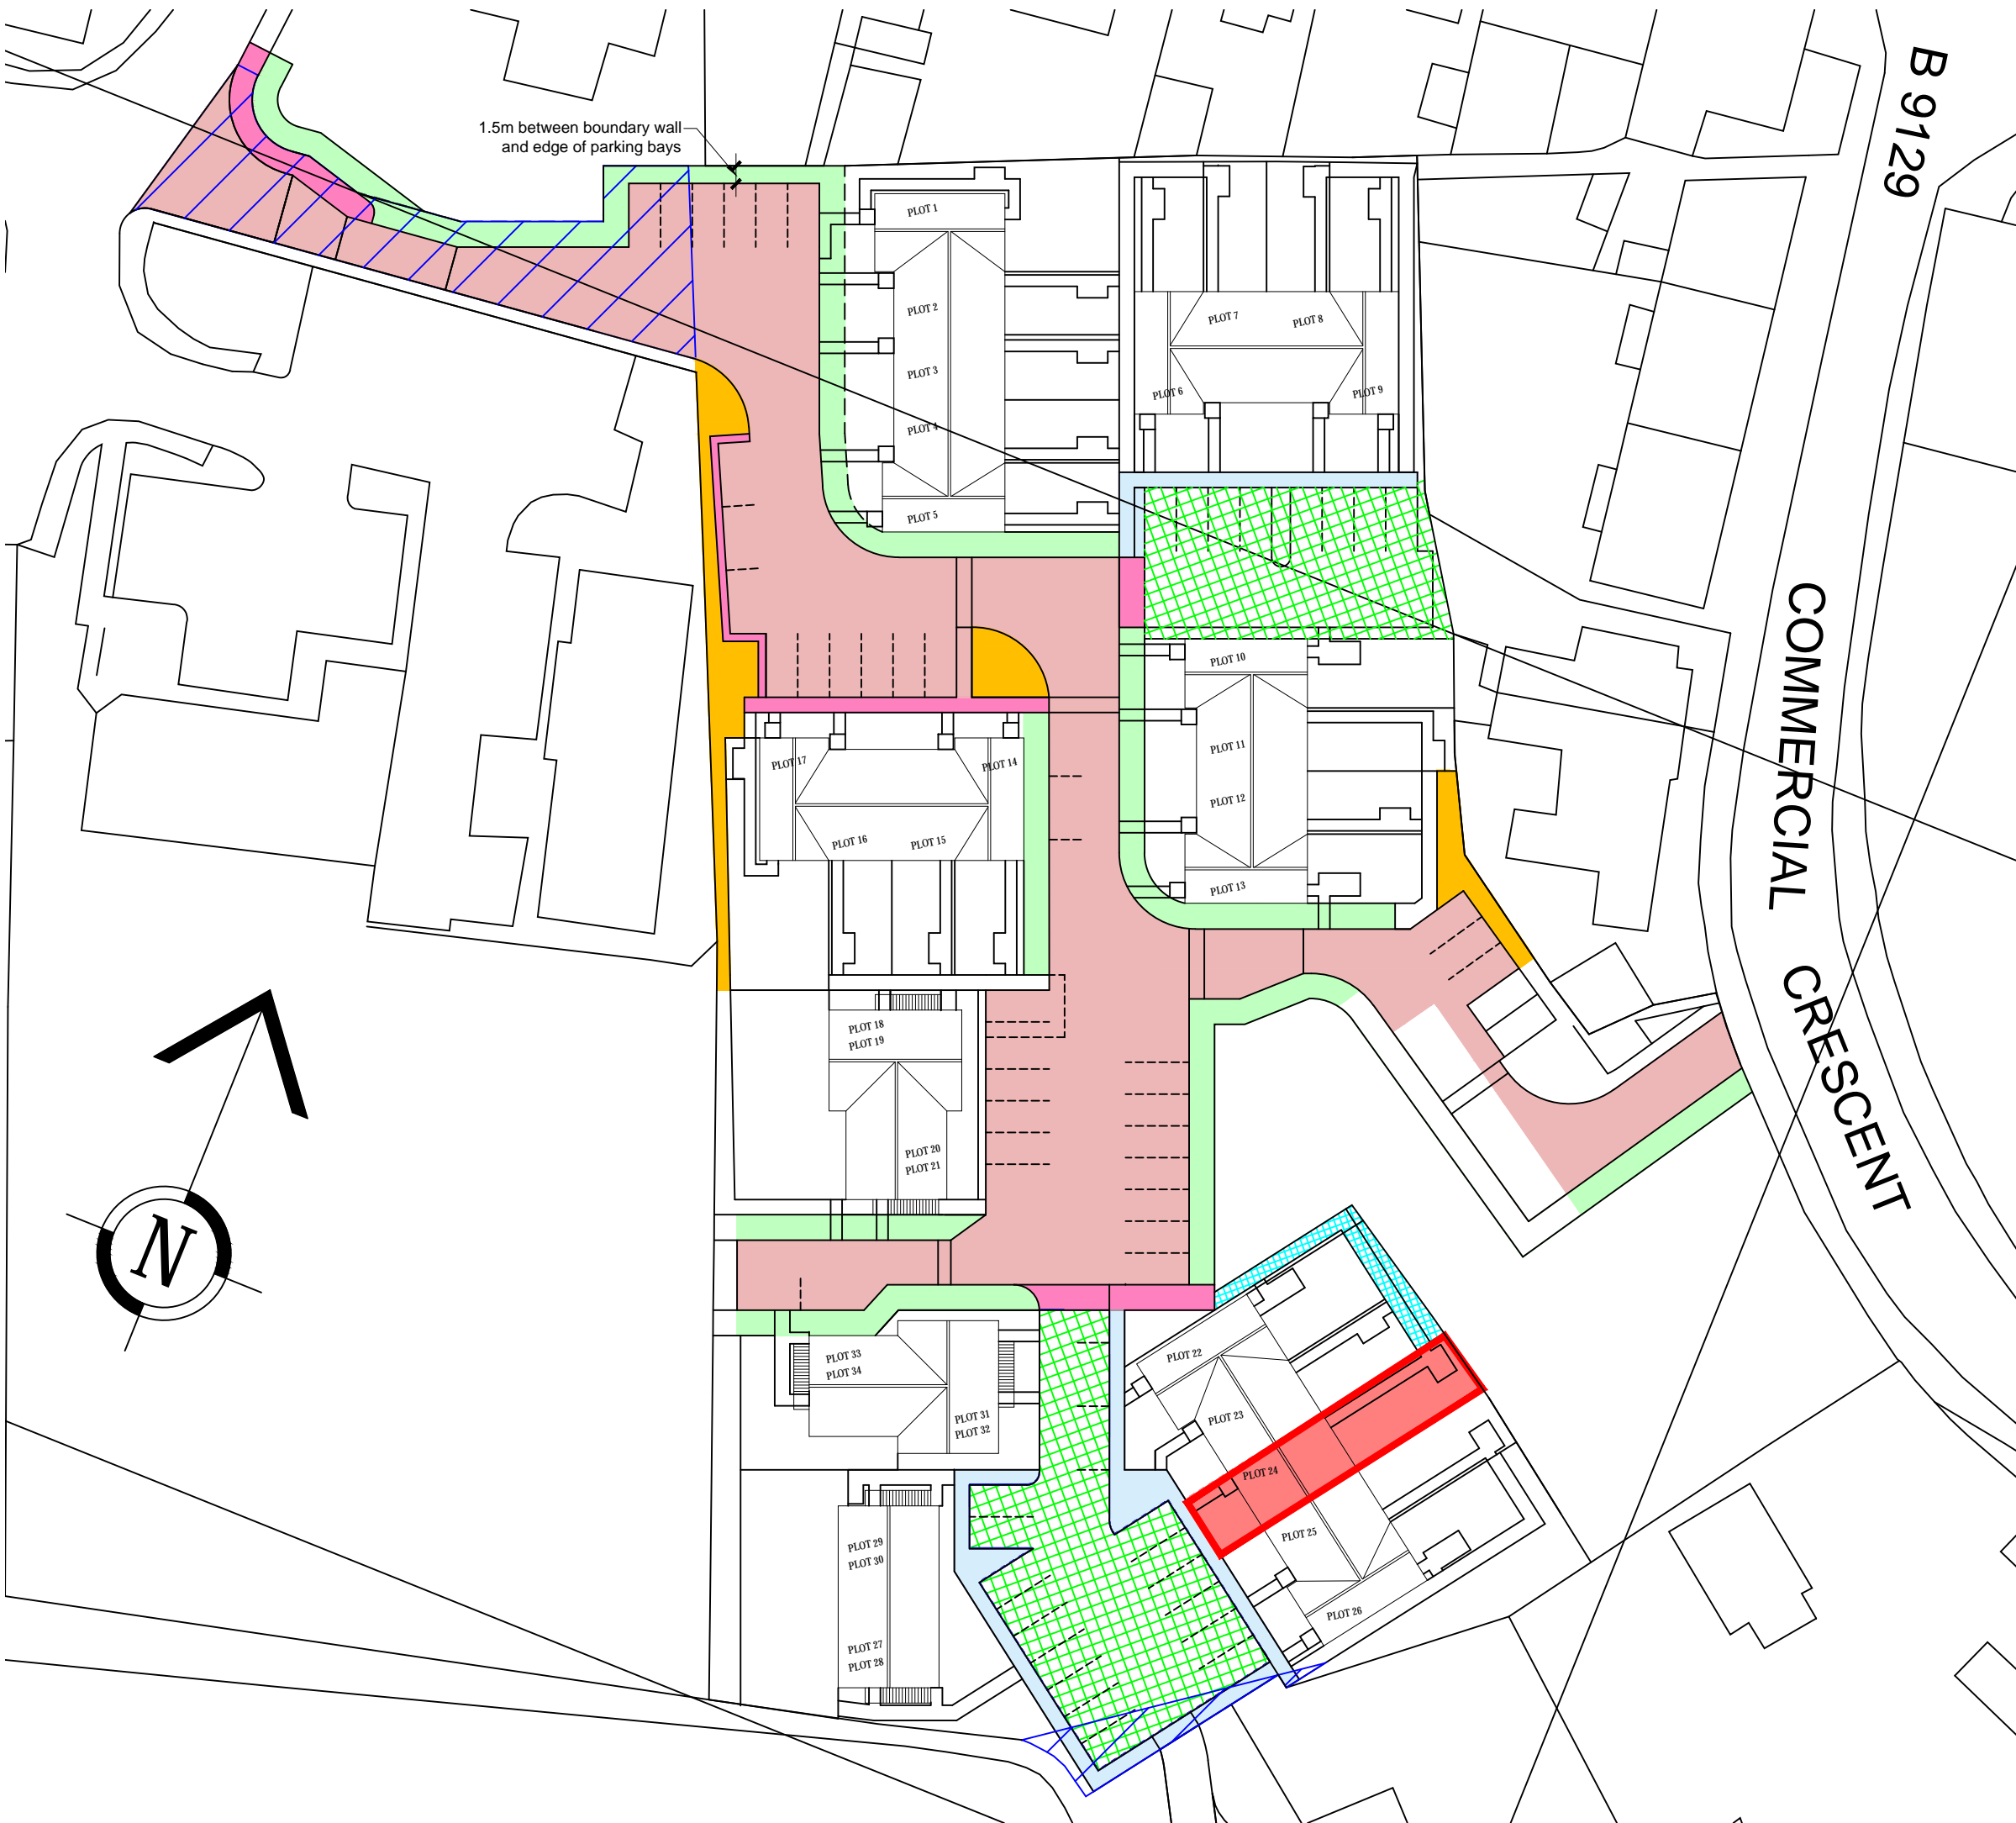 B 9129
1.5m between boundary wall
and edge of parking bays
PLOT 1
PLOT 2
PLOT 3
PLOT 4
PLOT 5
PLOT 7
PLOT 8
PLOT 6
PLOT 9
COMMERCIAL CRESCENT
PLOT 10
PLOT 11
PLOT 12
PLOT 13
PLOT 17
PLOT 14
PLOT 16
PLOT 15
PLOT 18
PLOT 19
PLOT 20
PLOT 21
N
PLOT 22
PLOT 23
PLOT 24
PLOT 25
PLOT 26
PLOT 33
PLOT 34
PLOT 31
PLOT 32
PLOT 29
PLOT 30
PLOT 27
PLOT 28